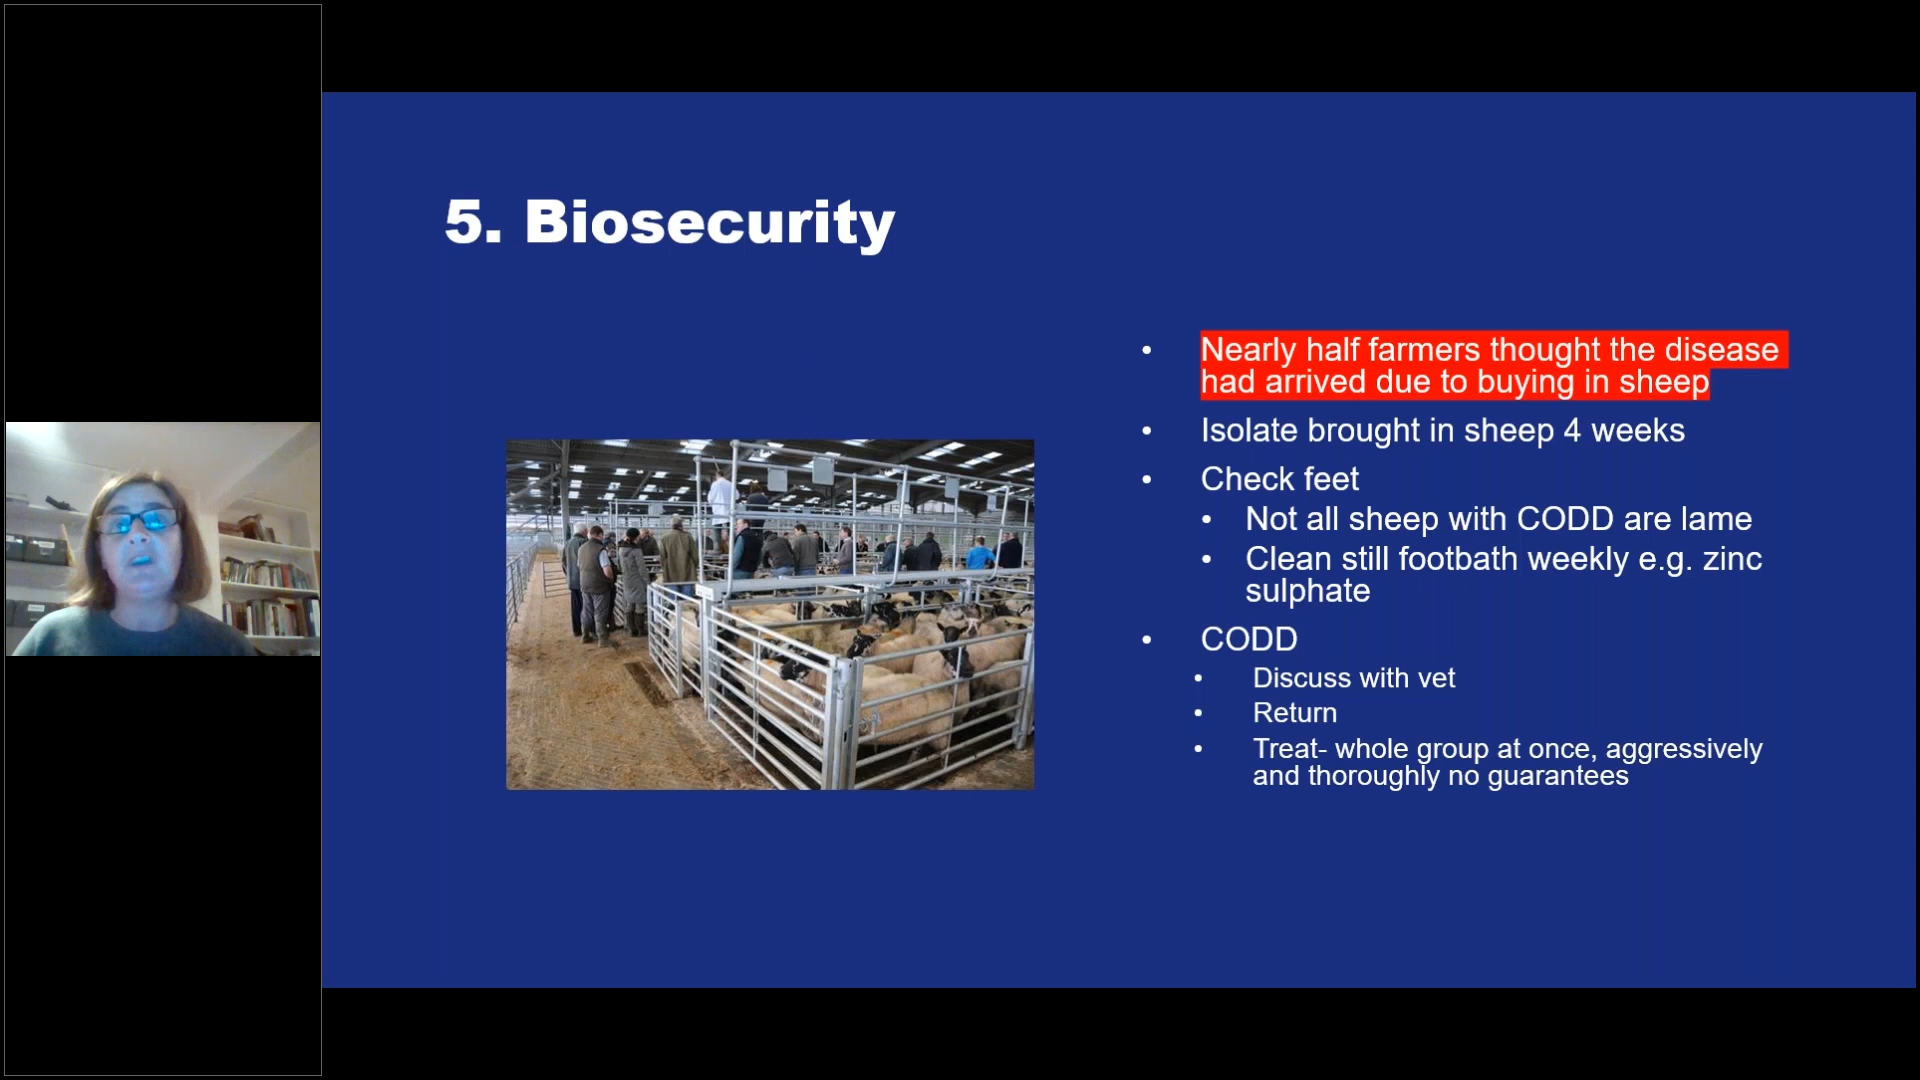 5. Biosecurity
• Nearly half farmers thought the disease
had arrived due to buying in sheep
• Isolate brought in sheep 4 weeks
• Check feet
• Not all sheep with CODD are lame
• Clean still footbath weekly e.g. zinc
sulphate
• CODD
• Discuss with vet
• Return
• Treat- whole group at once, aggressively
and thoroughly no guarantees